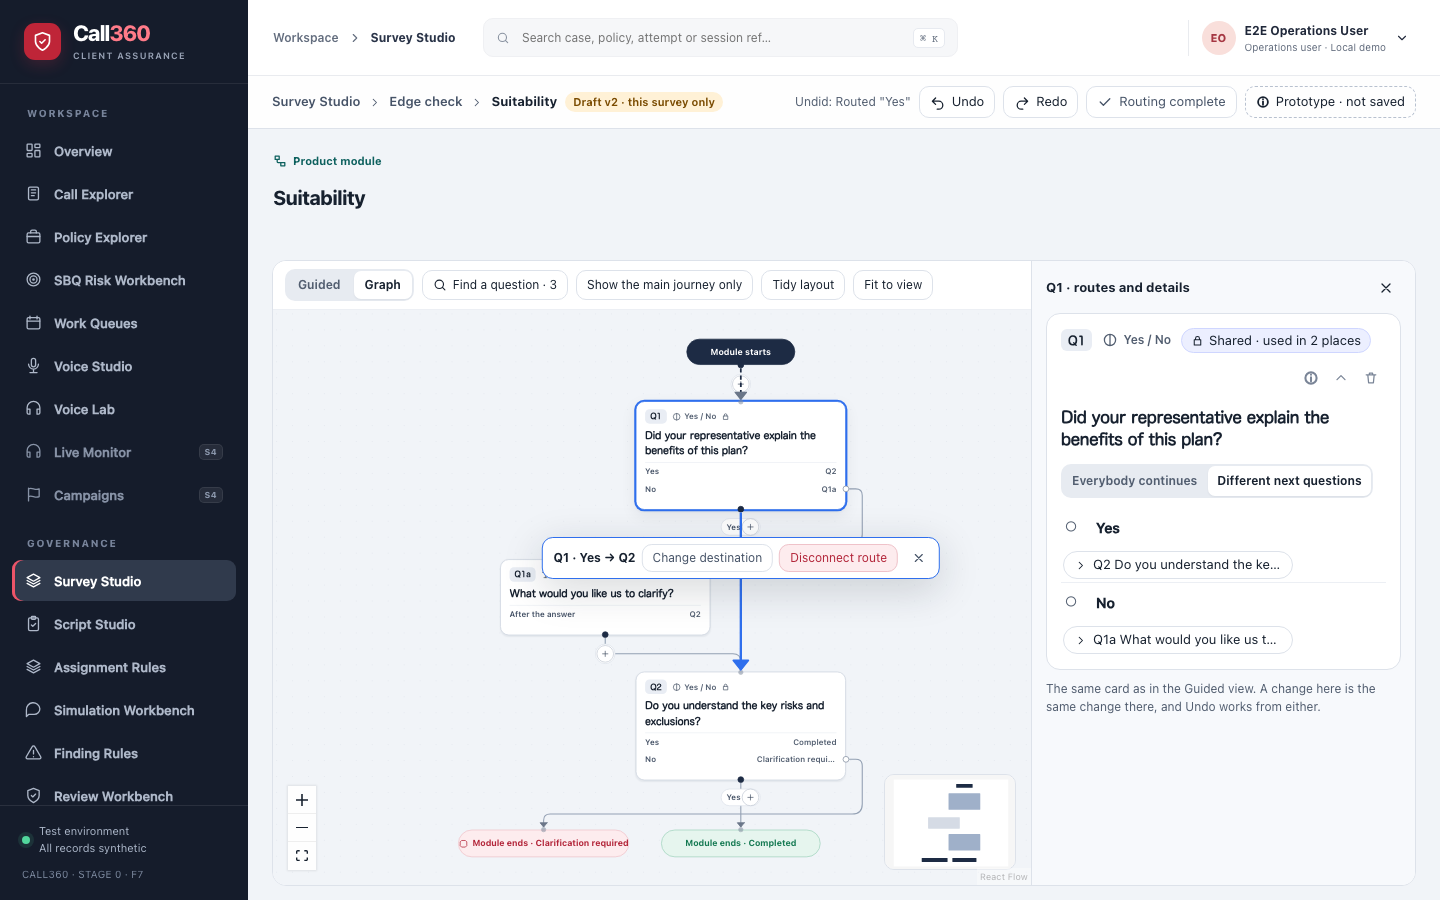 Call360
CLIENT ASSURANCE
WORKSPACE
Overview
Call Explorer
Policy Explorer
SBQ Risk Workbench
Work Queues
Voice Studio
Voice Lab
Live Monitor S4
Campaigns S4
GOVERNANCE
Survey Studio
Script Studio
Assignment Rules
Simulation Workbench
Finding Rules
Review Workbench
Test environment
All records synthetic
CALL360 · STAGE 0 · F7
Workspace > Survey Studio
Search case, policy, attempt or session ref...
⌘ K
EO
E2E Operations User
Operations user · Local demo
Survey Studio > Edge check > Suitability Draft v2 · this survey only
Undid: Routed "Yes" Undo Redo Routing complete Prototype · not saved
Product module
Suitability
Guided Graph Find a question · 3 Show the main journey only Tidy layout Fit to view
Module starts
Q1 Yes / No
Did your representative explain the
benefits of this plan?
Yes Q2
No Q1a
Yes +
Q1 · Yes → Q2 Change destination Disconnect route
Q1a
What would you like us to clarify?
After the answer Q2
+
Q2 Yes / No
Do you understand the key risks and
exclusions?
Yes Completed
No Clarification requi...
Yes +
Module ends · Clarification required
Module ends · Completed
React Flow
Q1 · routes and details
Q1 Yes / No Shared · used in 2 places
Did your representative explain the
benefits of this plan?
Everybody continues Different next questions
Yes
> Q2 Do you understand the ke...
No
> Q1a What would you like us t...
The same card as in the Guided view. A change here is the
same change there, and Undo works from either.